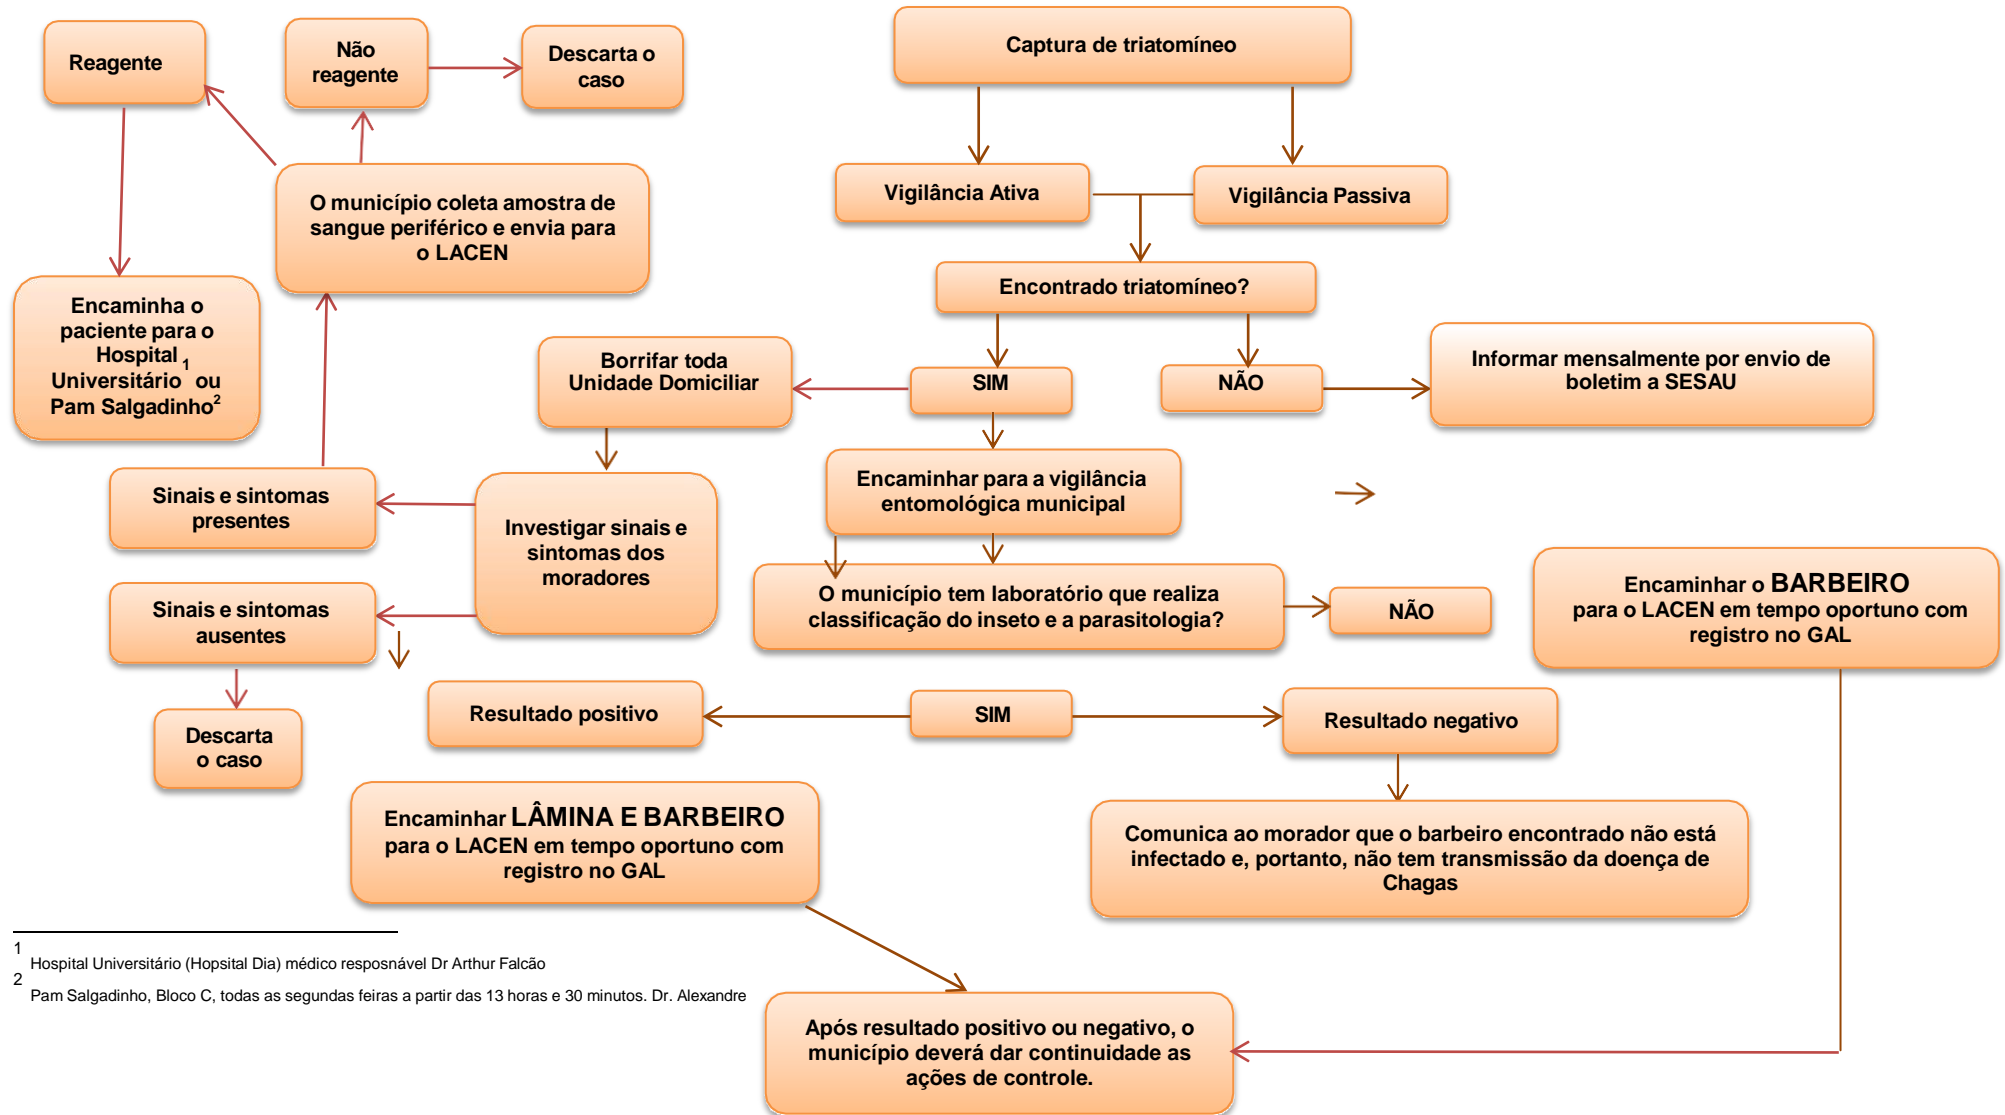 Reagente
Não
reagente
Descarta o
caso
Captura de triatomíneo
O município coleta amostra de
sangue periférico e envia para
o LACEN
Vigilância Ativa
Vigilância Passiva
Encontrado triatomíneo?
Encaminha o
paciente para o
Hospital
Universitário1 ou
Pam Salgadinho2
Borrifar toda
Unidade Domiciliar
SIM
NÃO
Informar mensalmente por envio de
boletim a SESAU
Sinais e sintomas
presentes
Investigar sinais e
sintomas dos
moradores
Encaminhar para a vigilância
entomológica municipal
Sinais e sintomas
ausentes
O município tem laboratório que realiza
classificação do inseto e a parasitologia?
NÃO
Encaminhar o BARBEIRO
para o LACEN em tempo oportuno com
registro no GAL
Descarta
o caso
Resultado positivo
SIM
Resultado negativo
Encaminhar LÂMINA E BARBEIRO
para o LACEN em tempo oportuno com
registro no GAL
Comunica ao morador que o barbeiro encontrado não está
infectado e, portanto, não tem transmissão da doença de
Chagas
1 Hospital Universitário (Hopsital Dia) médico resposnável Dr Arthur Falcão
2 Pam Salgadinho, Bloco C, todas as segundas feiras a partir das 13 horas e 30 minutos. Dr. Alexandre
Após resultado positivo ou negativo, o
município deverá dar continuidade as
ações de controle.